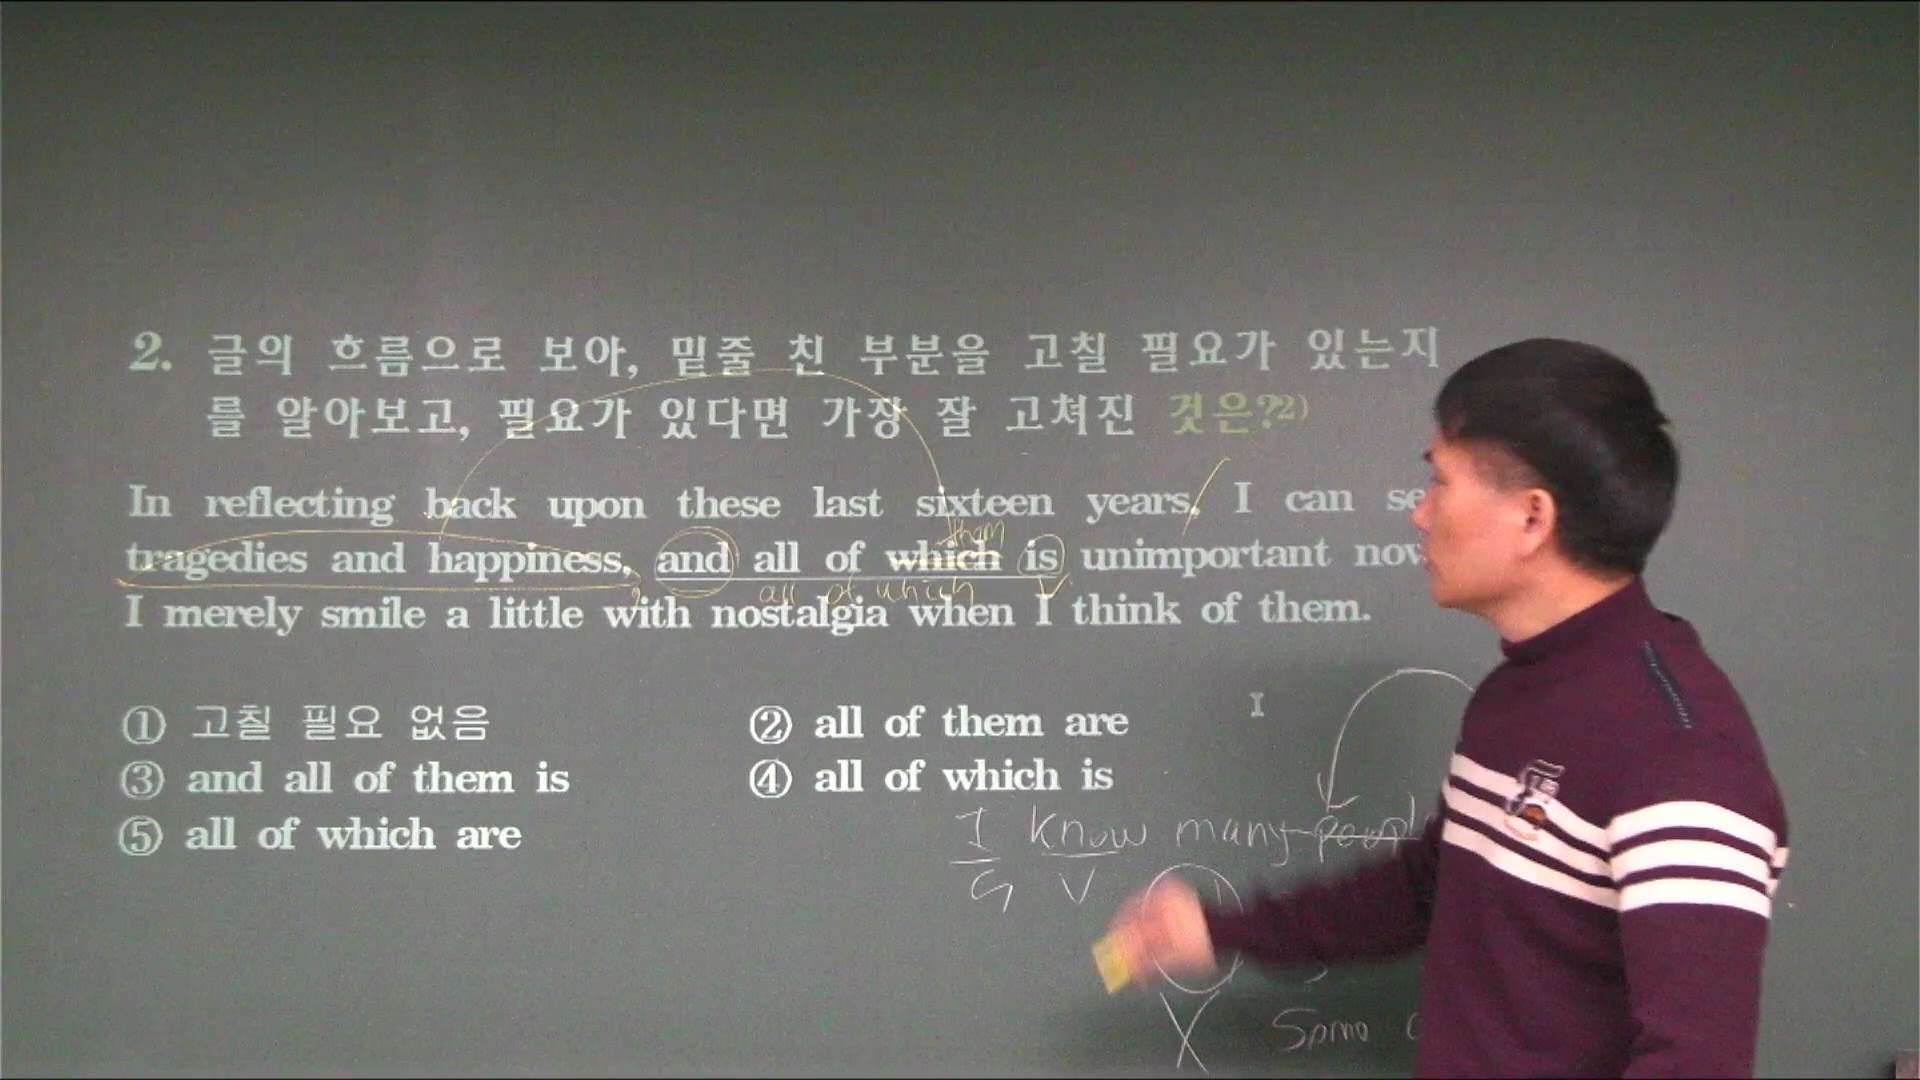 2. 글의 흐름으로 보아, 밑줄 친 부분을 고칠 필요가 있는지
를 알아보고, 필요가 있다면 가장 잘 고쳐진 것은?2)
In reflecting back upon these last sixteen years, I can
them
tragedies and happiness, and all of which is unimportant
all of which V
I merely smile a little with nostalgia when I think of them.
① 고칠 필요 없음 ② all of them are
③ and all of them is ④ all of which is
⑤ all of which are
I
I know many
S V
X Some